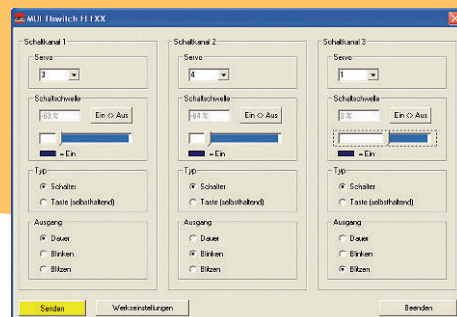 MULTIswitch FLEXX
Schaltkanal 1
Servo
3
Schaltschwelle
-63 %
Ein <> Aus
= Ein
Typ
Schalter
Taste (selbsthaltend)
Ausgang
Dauer
Blinken
Blitzen
Schaltkanal 2
Servo
4
Schaltschwelle
-64 %
Ein <> Aus
= Ein
Typ
Schalter
Taste (selbsthaltend)
Ausgang
Dauer
Blinken
Blitzen
Schaltkanal 3
Servo
1
Schaltschwelle
3 %
Ein <> Aus
= Ein
Typ
Schalter
Taste (selbsthaltend)
Ausgang
Dauer
Blinken
Blitzen
Senden
Werkseinstellungen
Beenden